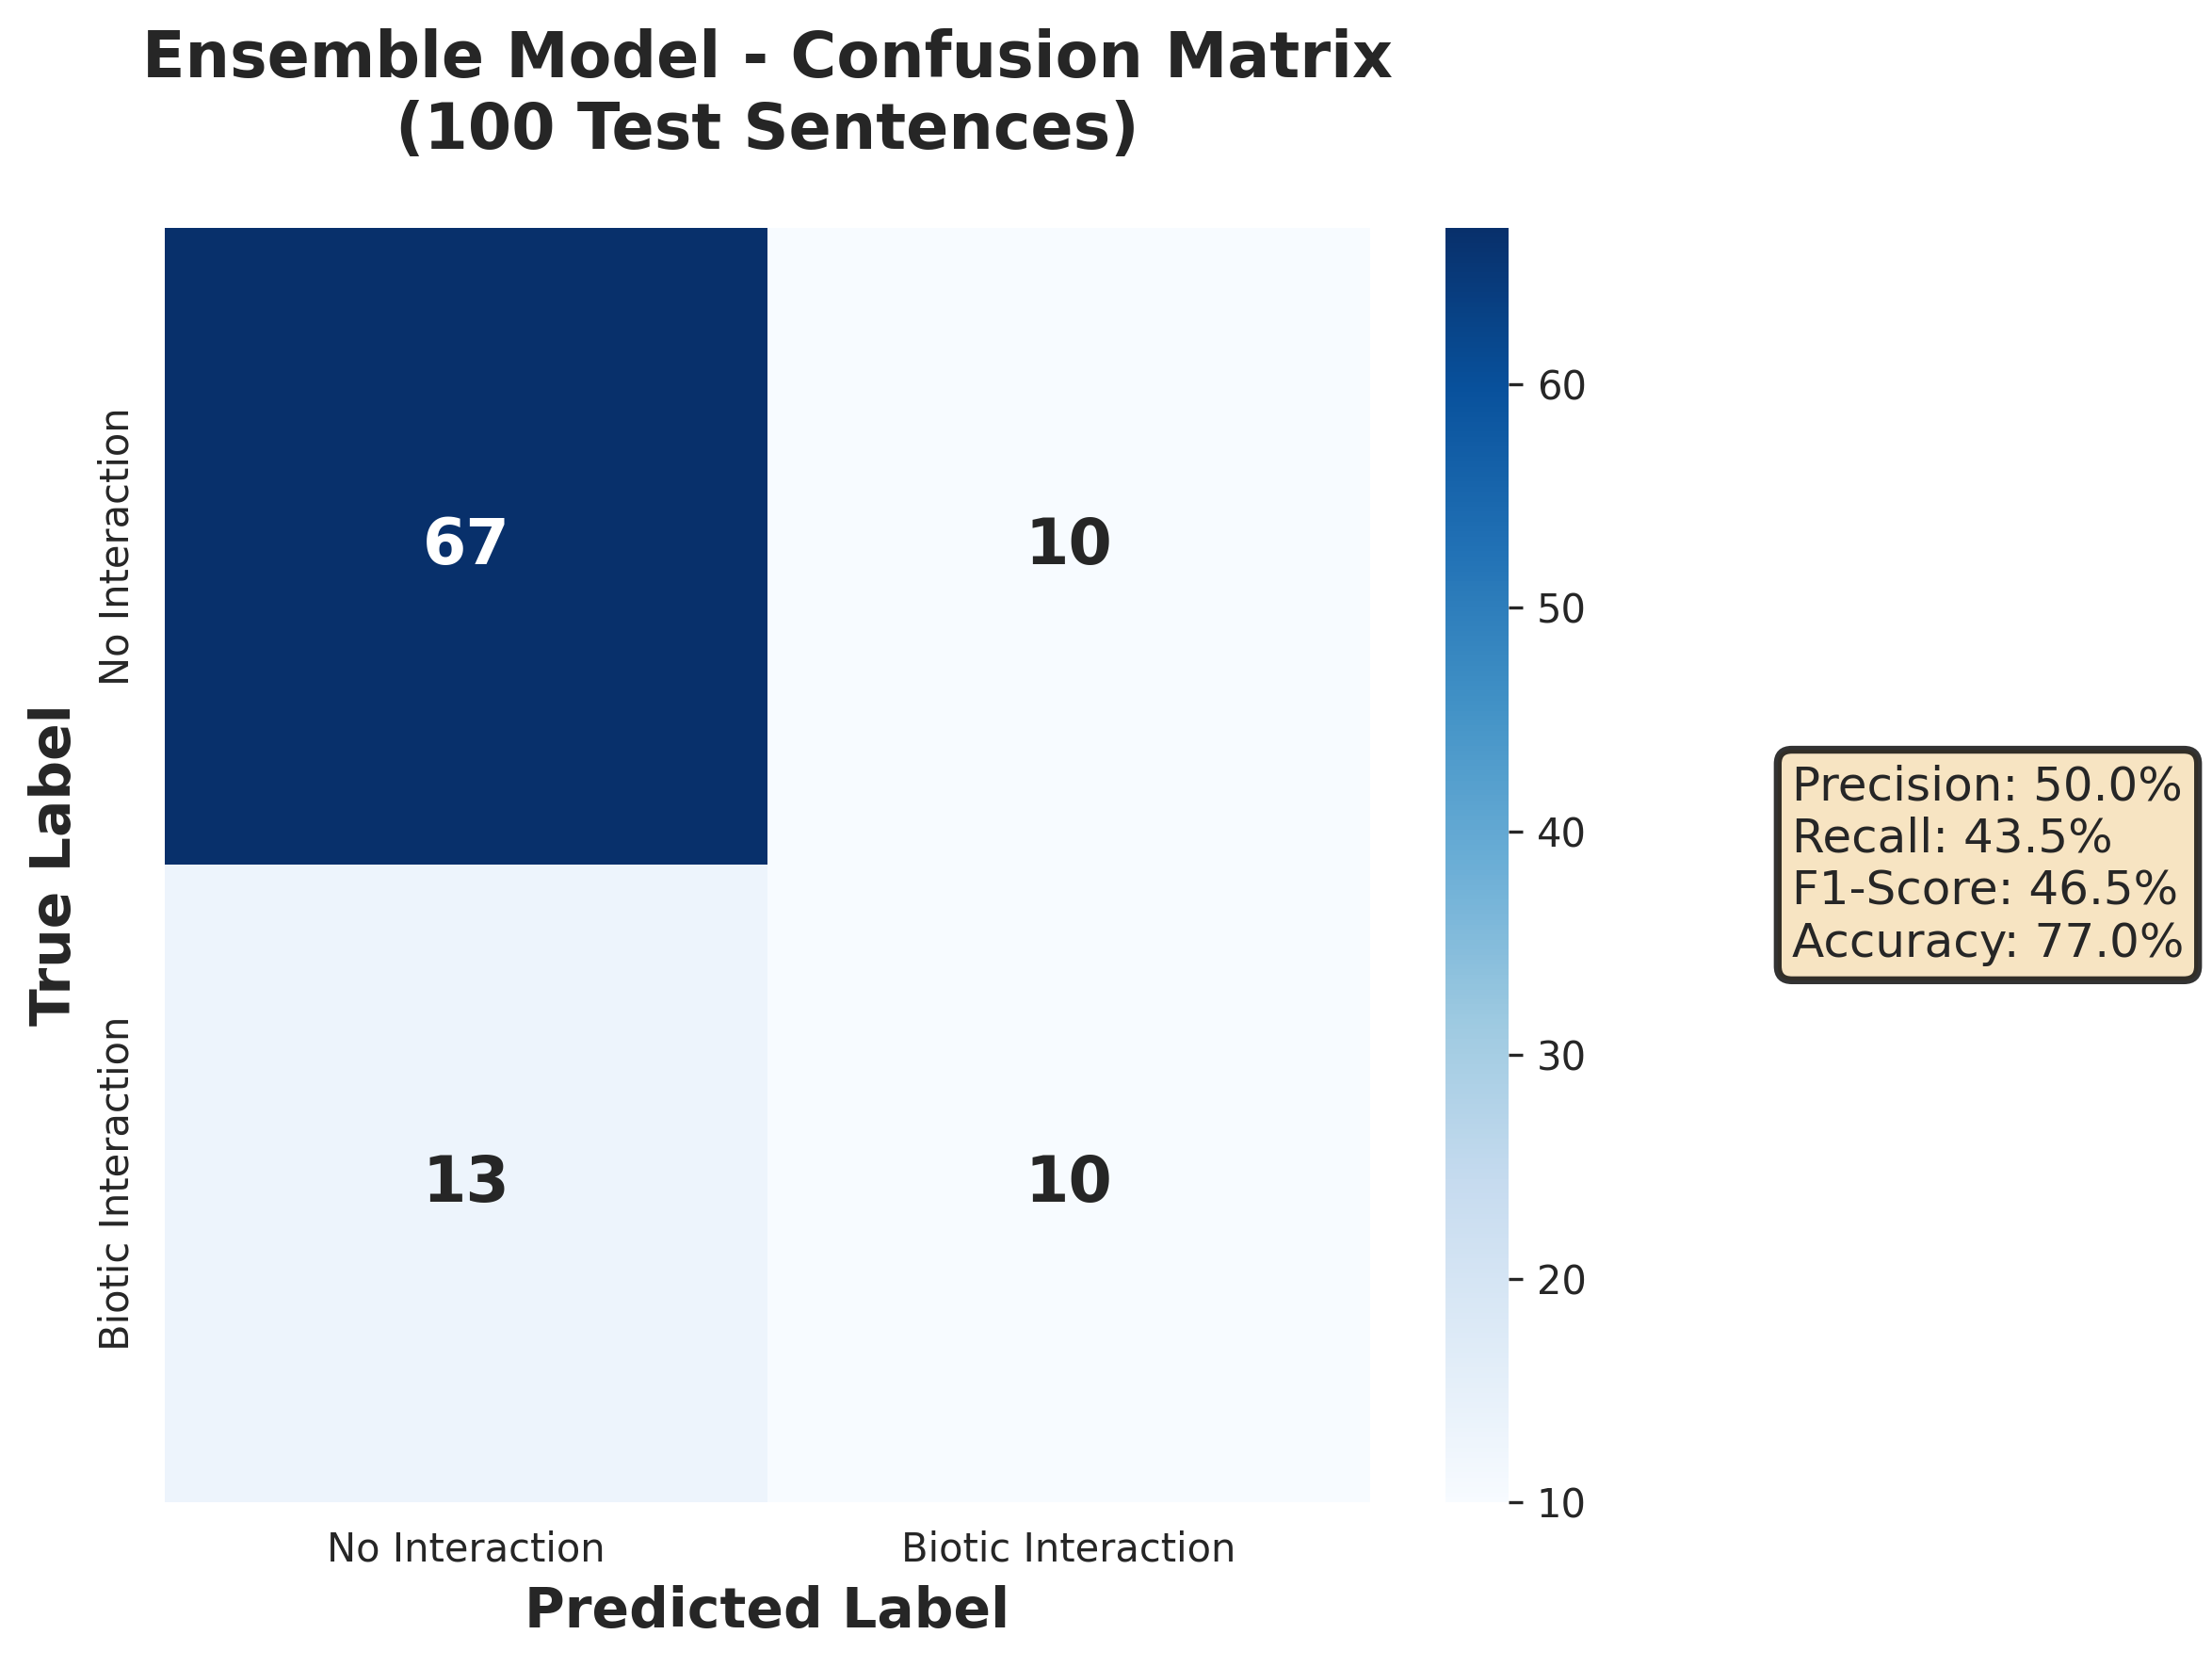 Ensemble Model - Confusion Matrix
(100 Test Sentences)
True Label
No Interaction
Biotic Interaction
67
10
13
10
No Interaction
Biotic Interaction
Predicted Label
60
50
40
30
20
10
Precision: 50.0%
Recall: 43.5%
F1-Score: 46.5%
Accuracy: 77.0%